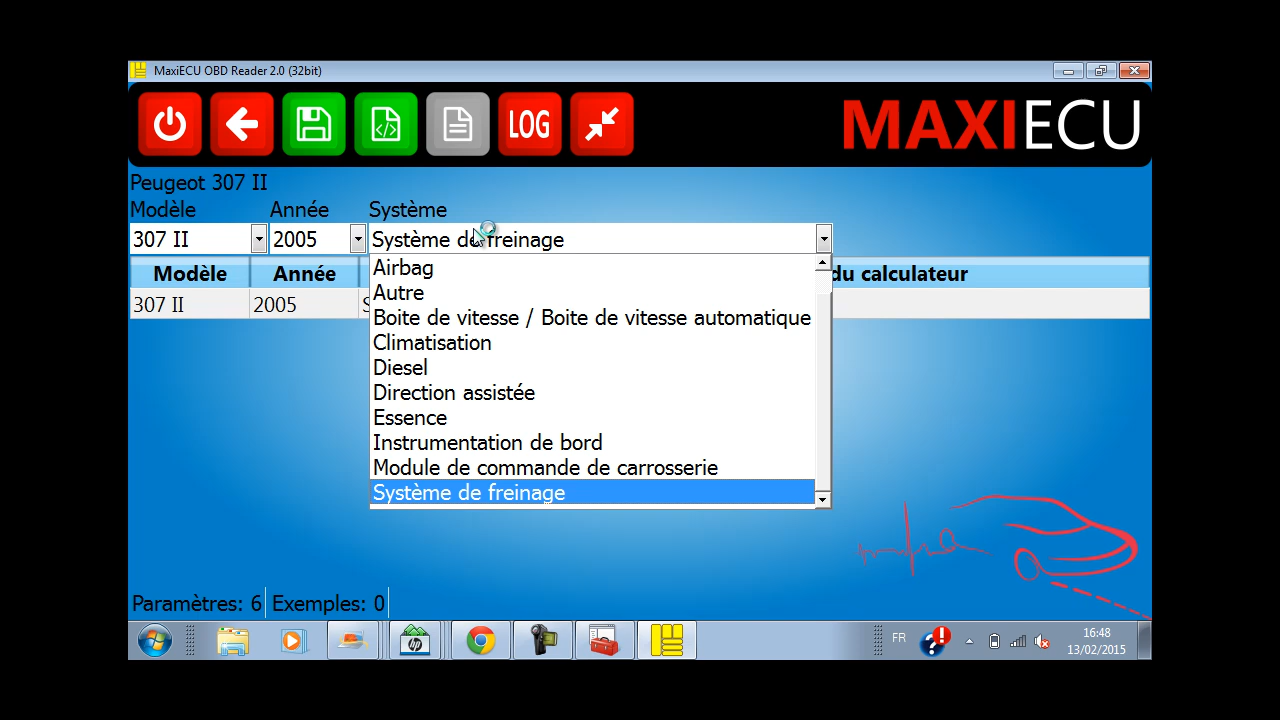 MaxiECU OBD Reader 2.0 (32bit)
LOG
MAXIECU
Peugeot 307 II
Modèle Année Système
307 II 2005 Système de freinage
Modèle Année du calculateur
307 II 2005 S
Airbag
Autre
Boite de vitesse / Boite de vitesse automatique
Climatisation
Diesel
Direction assistée
Essence
Instrumentation de bord
Module de commande de carrosserie
Système de freinage
Paramètres: 6 Exemples: 0
hp
FR
16:48
13/02/2015